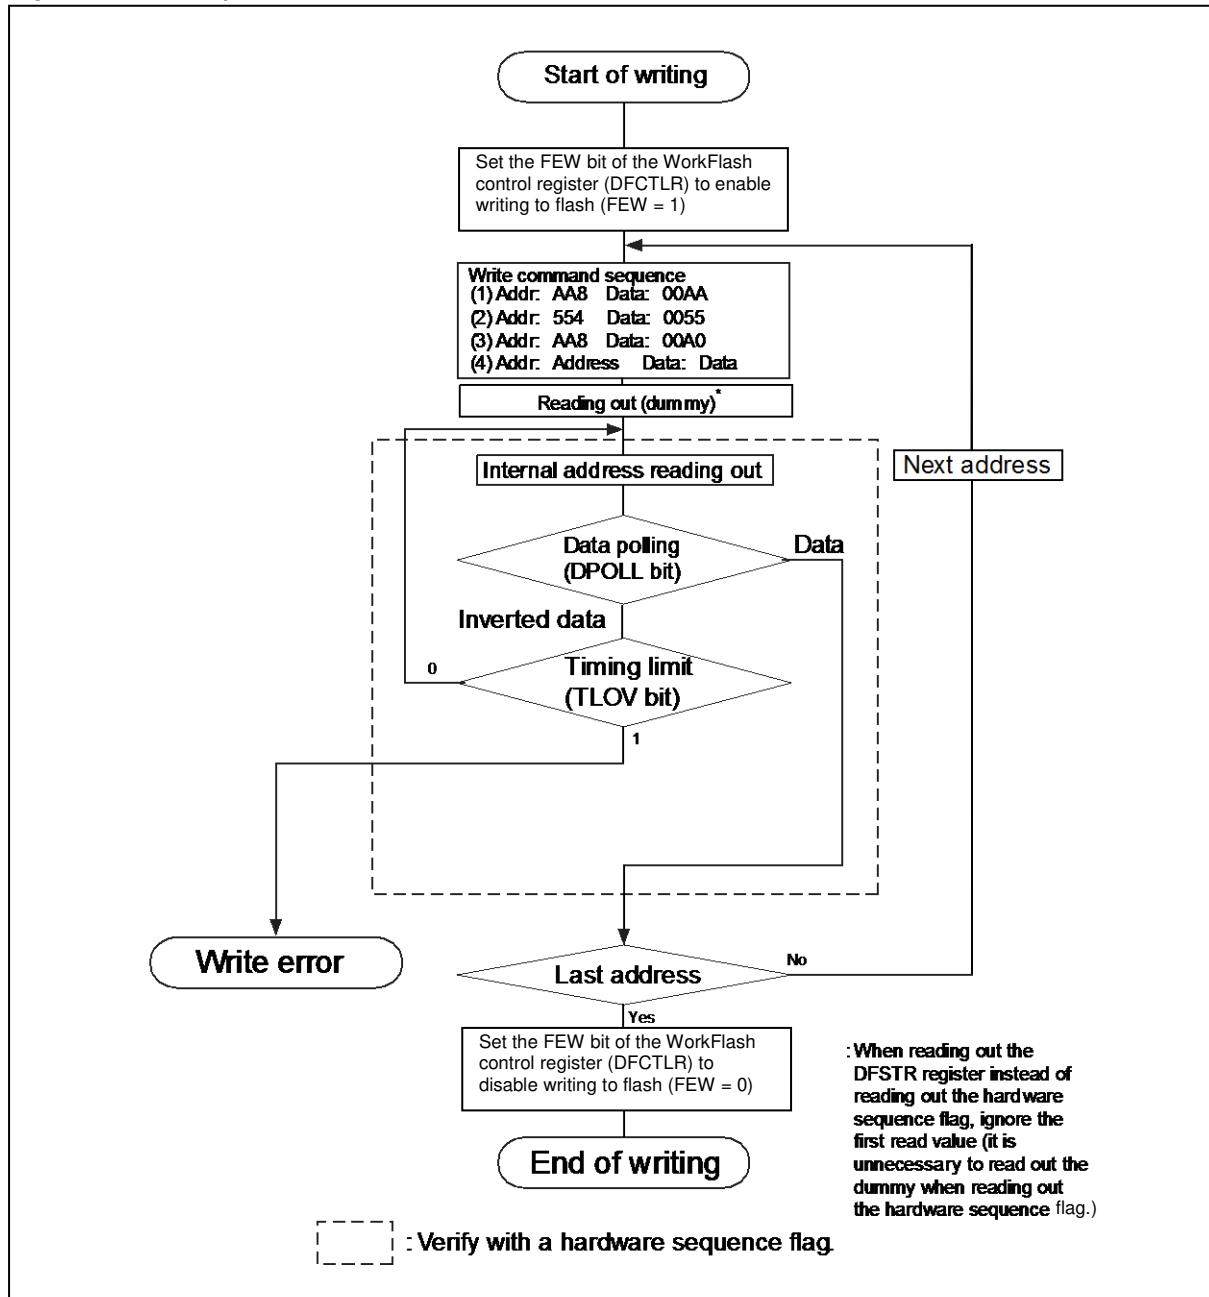 Start of writing
Set the FEW bit of the WorkFlash
control register (DFCTLR) to enable
writing to flash (FEW = 1)
Write command sequence
(1) Addr: AA8 Data: 00AA
(2) Addr: 554 Data: 0055
(3) Addr: AA8 Data: 00A0
(4) Addr: Address Data: Data
Reading out (dummy)*
Internal address reading out
Next address
Data polling
(DPOLL bit)
Data
Inverted data
Timing limit
(TLOV bit)
0
1
Write error
Last address
No
Yes
Set the FEW bit of the WorkFlash
control register (DFCTLR) to
disable writing to flash (FEW = 0)
End of writing
: When reading out the
DFSTR register instead of
reading out the hardware
sequence flag, ignore the
first read value (it is
unnecessary to read out the
dummy when reading out
the hardware sequence flag.)
: Verify with a hardware sequence flag.